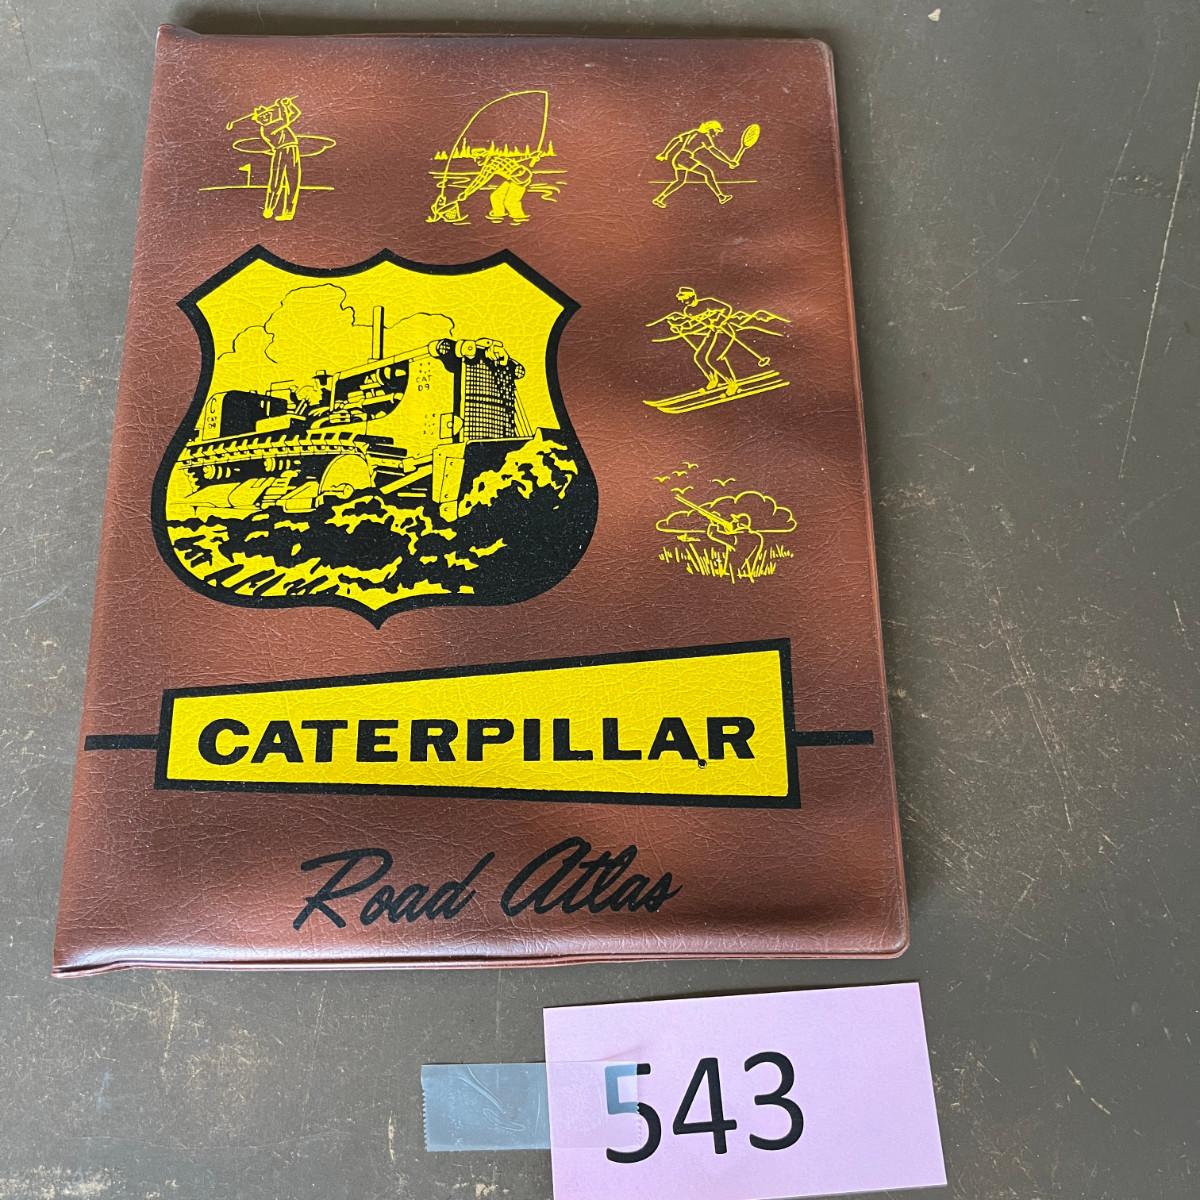 CAT
D9
CATERPILLAR
Road Atlas
543